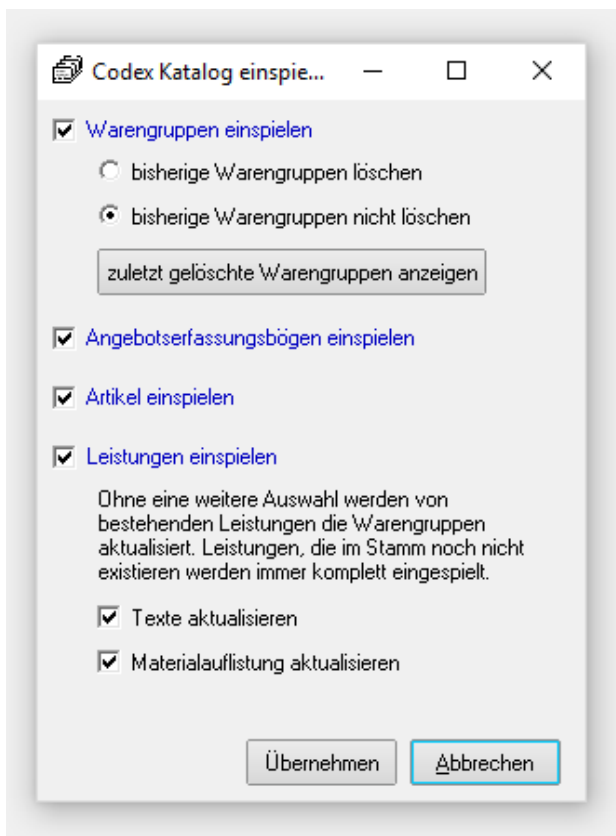 Codex Katalog einspie...
Warengruppen einspielen
bisherige Warengruppen löschen
bisherige Warengruppen nicht löschen
zuletzt gelöschte Warengruppen anzeigen
Angebotserfassungsbögen einspielen
Artikel einspielen
Leistungen einspielen
Ohne eine weitere Auswahl werden von
bestehenden Leistungen die Warengruppen
aktualisiert. Leistungen, die im Stamm noch nicht
existieren werden immer komplett eingespielt.
Texte aktualisieren
Materialauflistung aktualisieren
Übernehmen
Abbrechen